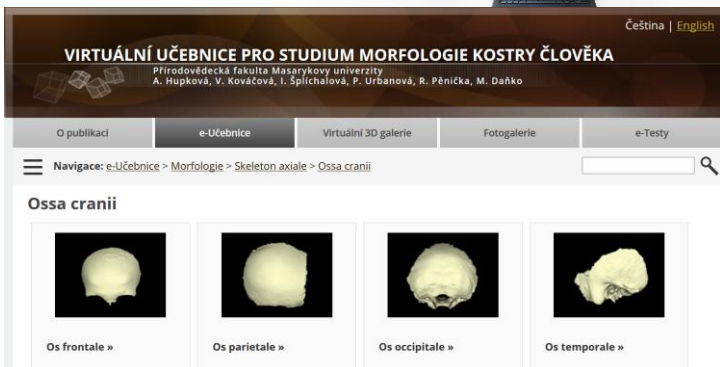 Čeština | English
VIRTUÁLNÍ UČEBNICE PRO STUDIUM MORFOLOGIE KOSTRY ČLOVĚKA
Přírodovědecká fakulta Masarykovy univerzity
A. Hupková, V. Kováčová, I. Šplíchalová, P. Urbanová, R. Pěnička, M. Daňko
O publikaci
e-Učebnice
Virtuální 3D galerie
Fotogalerie
e-Testy
Navigace: e-Učebnice > Morfologie > Skeleton axiale > Ossa cranii
Ossa cranii
Os frontale »
Os parietale »
Os occipitale »
Os temporale »